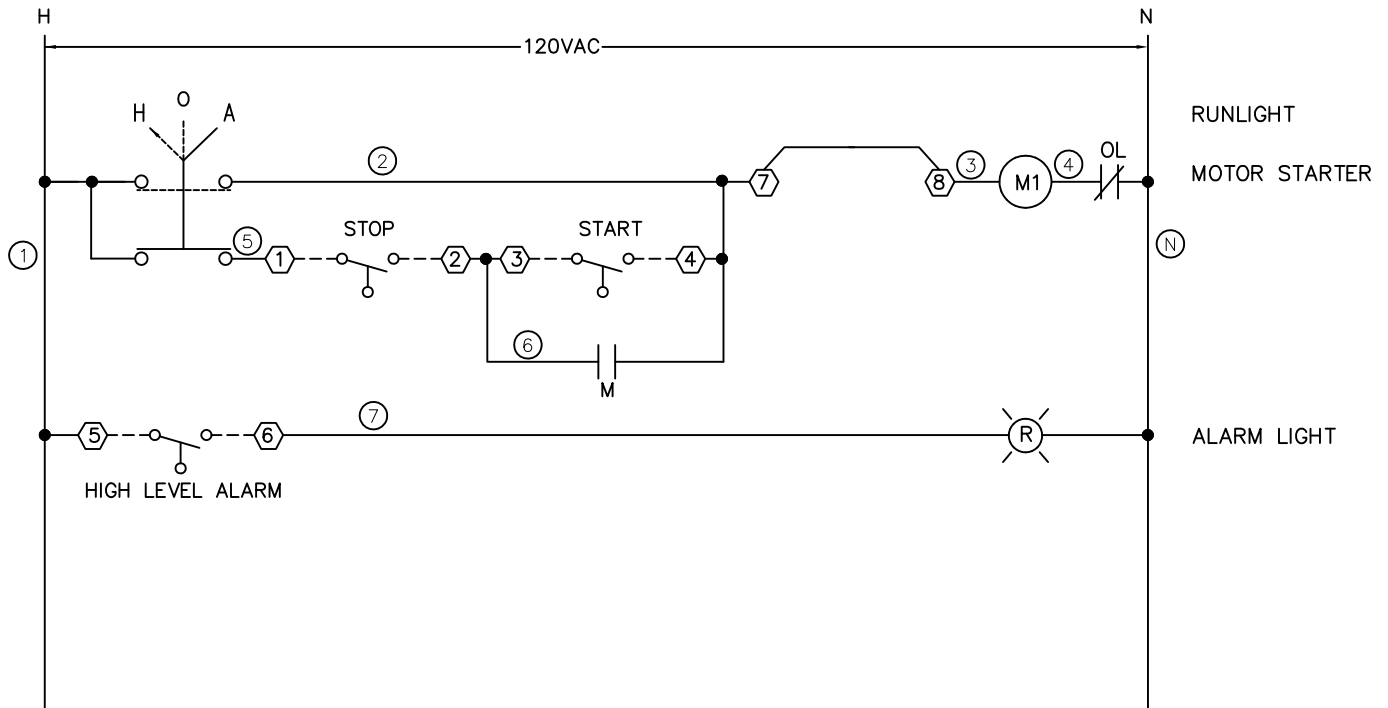 H N
120VAC
H O A
RUNLIGHT
2
7 8 3 M1 4 OL
MOTOR STARTER
1
5 1 STOP 2 3 START 4
N
6
M
7
5 6 R
ALARM LIGHT
HIGH LEVEL ALARM